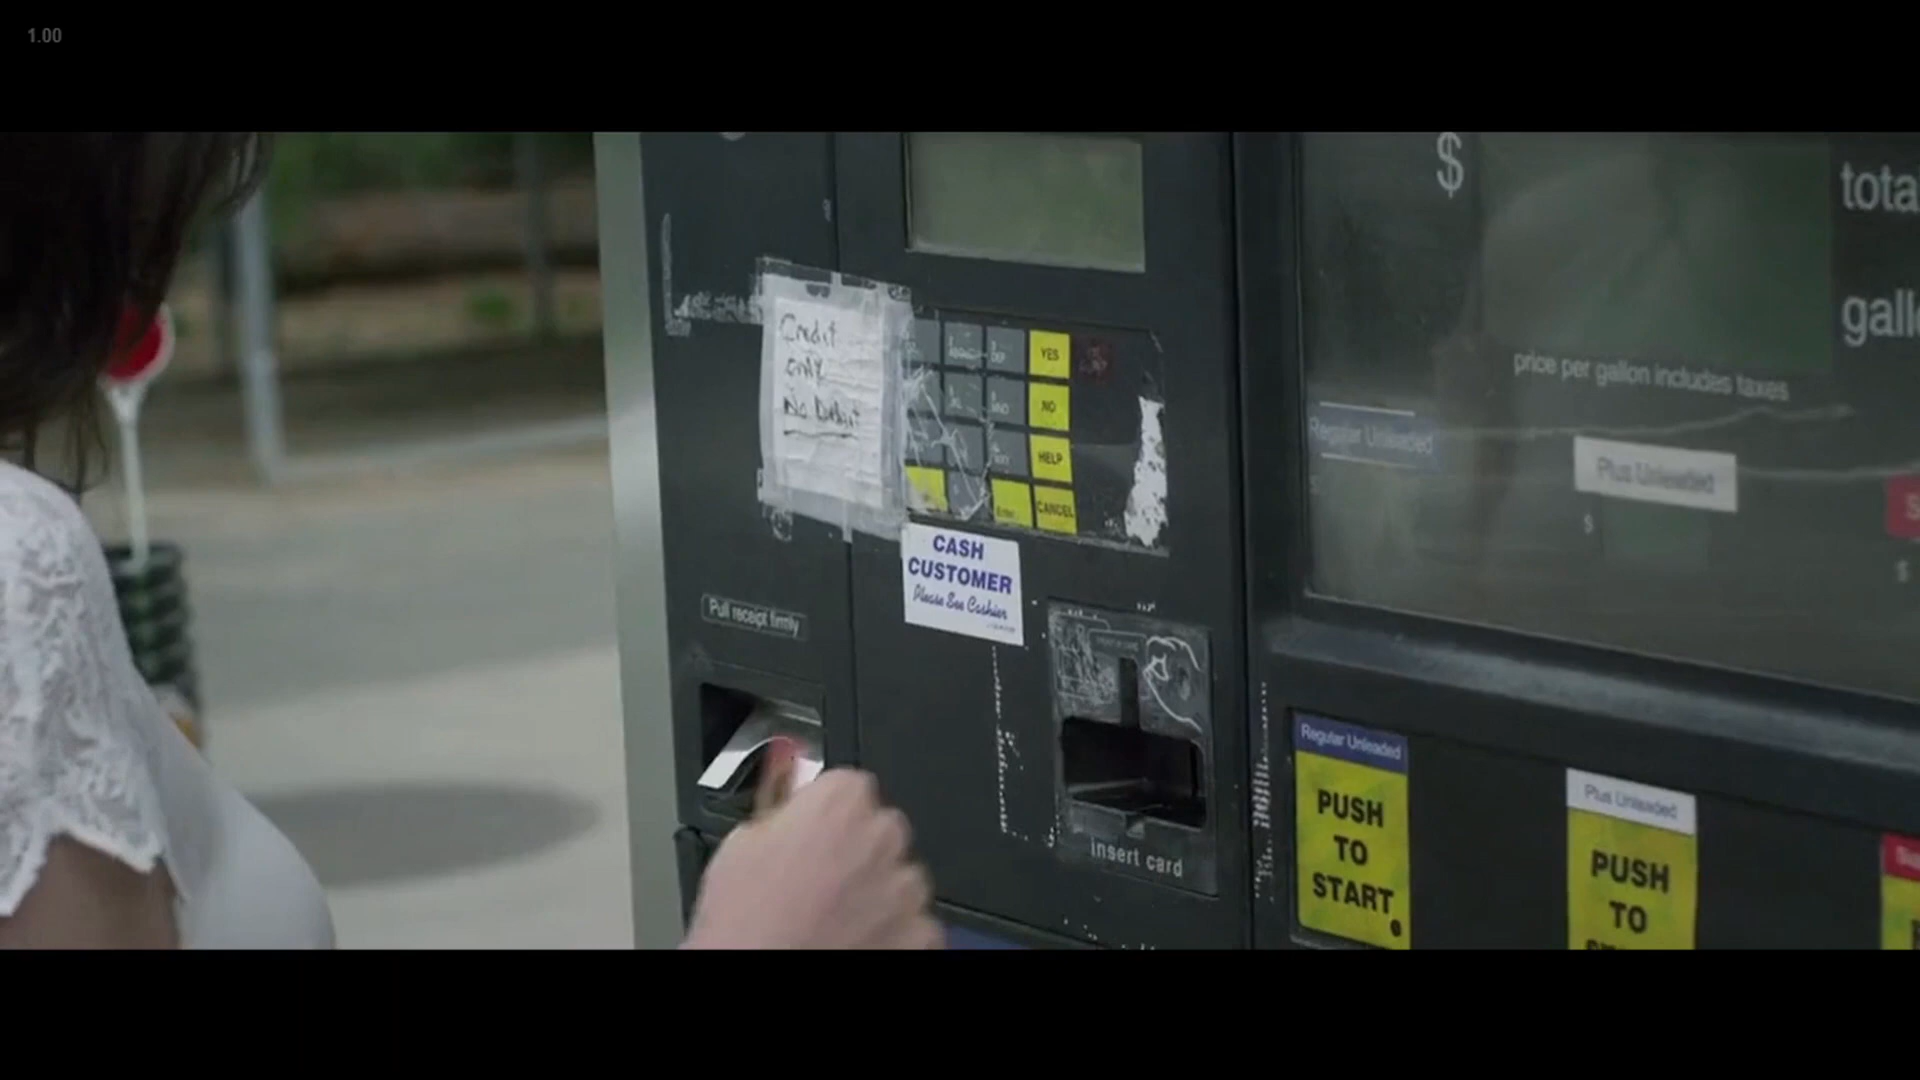 1.00
$
tota
gall
price per gallon includes taxes
Regular Unleaded
Plus Unleaded
$
$
Credit
only
No Debit
YES
NO
HELP
Enter
CANCEL
CASH
CUSTOMER
Please See Cashier
Pull receipt firmly
insert card
Regular Unleaded
PUSH
TO
START
Plus Unleaded
PUSH
TO